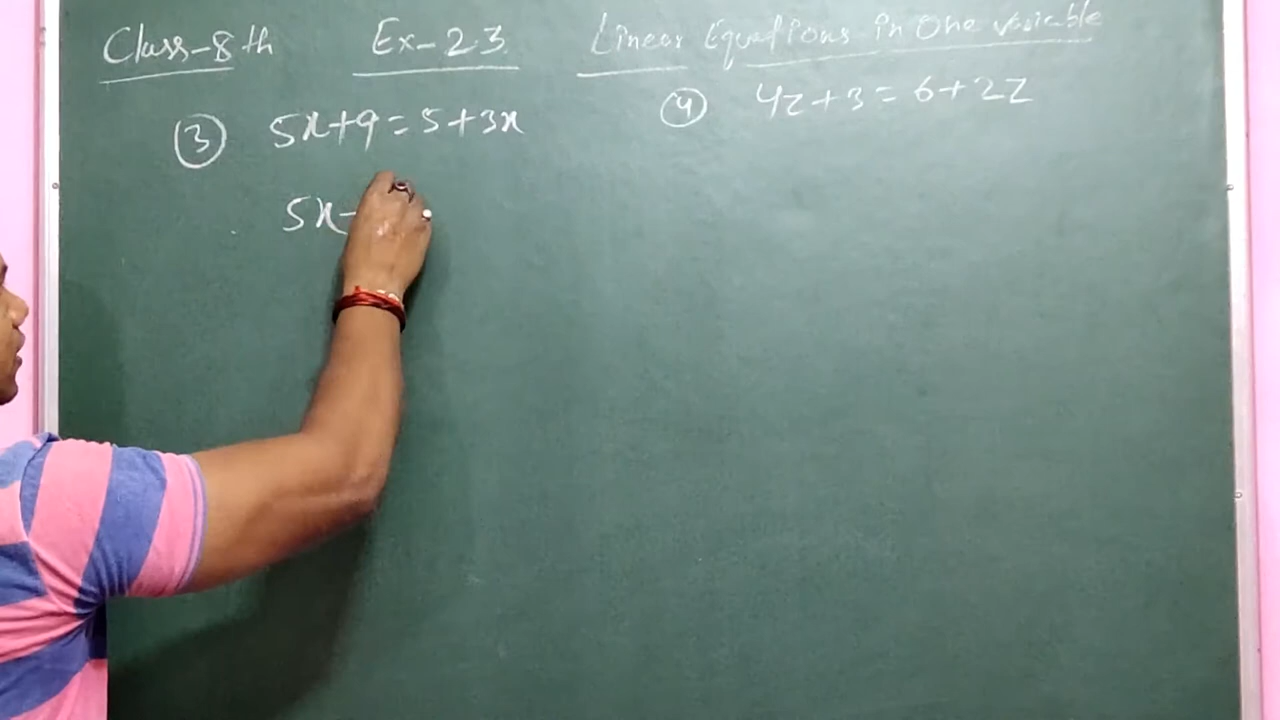 Class-8th Ex-2.3 Linear Equations in One variable
③ 5x+9=5+3x
④ 4z+3=6+2z
5x-